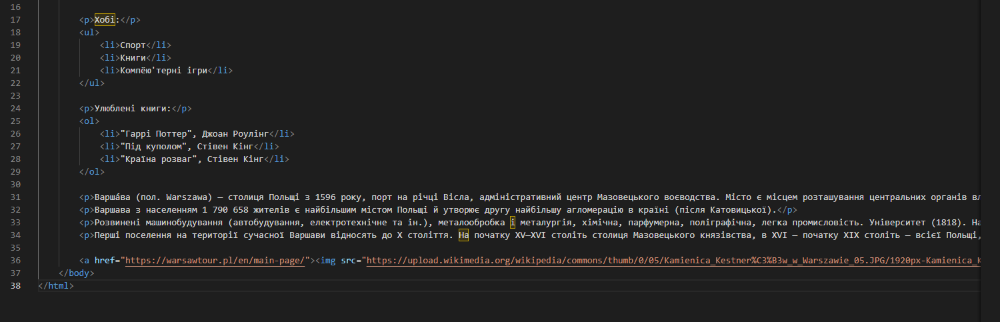 16
17 <p>Хобі:</p>
18 <ul>
19 <li>Спорт</li>
20 <li>Книги</li>
21 <li>Компёю'терні ігри</li>
22 </ul>
23
24 <p>Улюблені книги:</p>
25 <ol>
26 <li>"Гаррі Поттер", Джоан Роулінг</li>
27 <li>"Під куполом", Стівен Кінг</li>
28 <li>"Країна розваг", Стівен Кінг</li>
29 </ol>
30
31 <p>Варша́ва (пол. Warszawa) — столиця Польщі з 1596 року, порт на річці Вісла, адміністративний центр Мазовецького воєводства. Місто є місцем розташування центральних органів вл
32 <p>Варшава з населенням 1 790 658 жителів є найбільшим містом Польщі й утворює другу найбільшу агломерацію в країні (після Катовицької).</p>
33 <p>Розвинені машинобудування (автобудування, електротехнічне та ін.), металообробка і металургія, хімічна, парфумерна, поліграфічна, легка промисловість. Університет (1818). На
34 <p>Перші поселення на території сучасної Варшави відносять до X століття. На початку XV—XVI століть столиця Мазовецького князівства, в XVI — початку XIX століть — всієї Польщі,
35
36 <a href="https://warsawtour.pl/en/main-page/"><img src="https://upload.wikimedia.org/wikipedia/commons/thumb/0/05/Kamienica_Kestner%C3%B3w_w_Warszawie_05.JPG/1920px-Kamienica_K
37 </body>
38 </html>